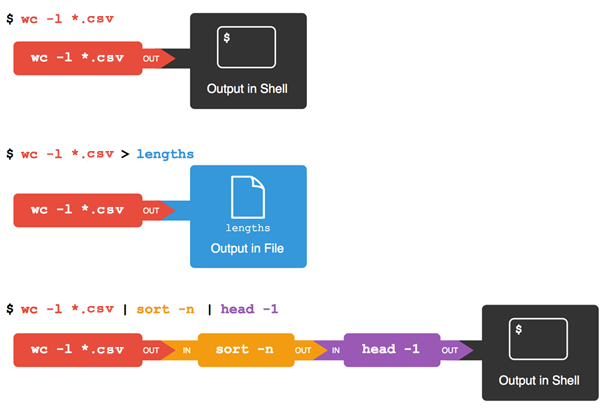 $ wc -l *.csv
wc -l *.csv OUT
$
Output in Shell
$ wc -l *.csv > lengths
wc -l *.csv OUT
lengths
Output in File
$ wc -l *.csv | sort -n | head -1
wc -l *.csv OUT IN sort -n OUT IN head -1 OUT
$
Output in Shell